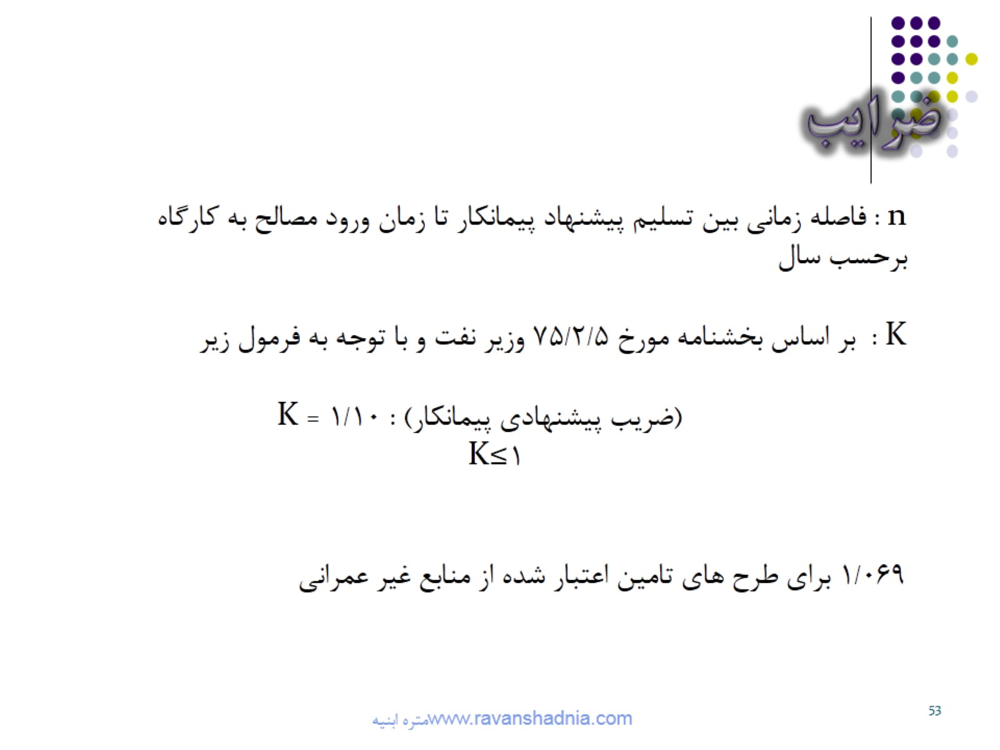 ضرایب
n : فاصله زمانی بین تسلیم پیشنهاد پیمانکار تا زمان ورود مصالح به کارگاه
برحسب سال
K : بر اساس بخشنامه مورخ ۷۵/۲/۵ وزیر نفت و با توجه به فرمول زیر
(ضریب پیشنهادی پیمانکار) : K = ۱/۱۰
K≤۱
۱/۰۶۹ برای طرح های تامین اعتبار شده از منابع غیر عمرانی
www.ravanshadnia.comمتره ابنیه
53